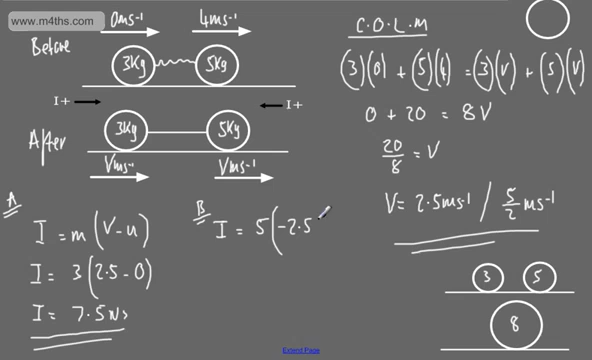 www.m4ths.com
0ms⁻¹ 4ms⁻¹
Before
3Kg 5Kg
I+ I+
After
3Kg 5Kg
Vms⁻¹ Vms⁻¹
A
I = m(V-u)
I = 3(2.5-0)
I = 7.5Ns
B
I = 5(-2.5
C.O.L.M
(3)(0) + (5)(4) = (3)(V) + (5)(V)
0 + 20 = 8V
20/8 = V
V = 2.5ms⁻¹ / 5/2 ms⁻¹
3 5
8
Extend Page